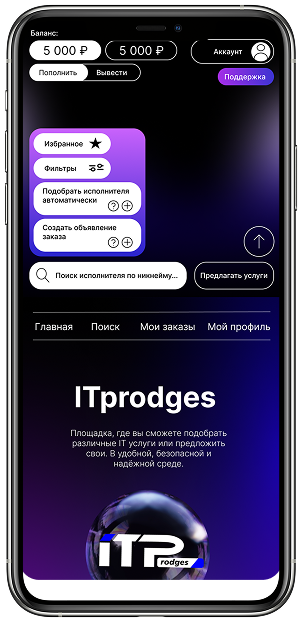 Баланс:
5 000 ₽ 5 000 ₽ Аккаунт
Пополнить Вывести
Поддержка
Избранное
Фильтры
Подобрать исполнителя
автоматически
Создать объявление
заказа
Поиск исполнителя по никнейму... Предлагать услуги
Главная Поиск Мои заказы Мой профиль
ITprodges
Площадка, где вы сможете подобрать
различные IT услуги или предложить
свои. В удобной, безопасной и
надёжной среде.
ITP
rodges